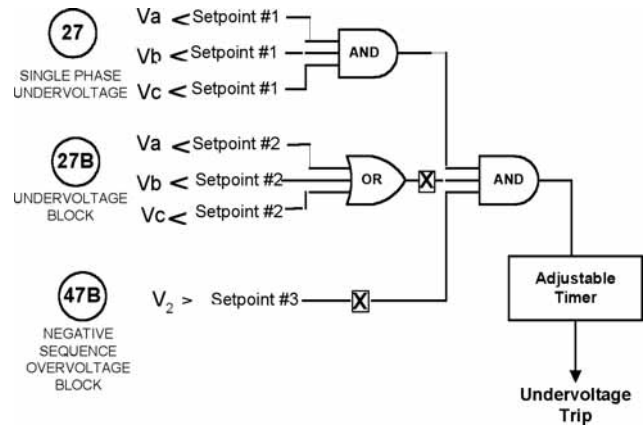 27
SINGLE PHASE
UNDERVOLTAGE
Va < Setpoint #1
Vb < Setpoint #1
Vc < Setpoint #1
AND
27B
UNDERVOLTAGE
BLOCK
Va < Setpoint #2
Vb < Setpoint #2
Vc < Setpoint #2
OR
X
AND
47B
NEGATIVE
SEQUENCE
OVERVOLTAGE
BLOCK
V2 > Setpoint #3
X
Adjustable
Timer
Undervoltage
Trip